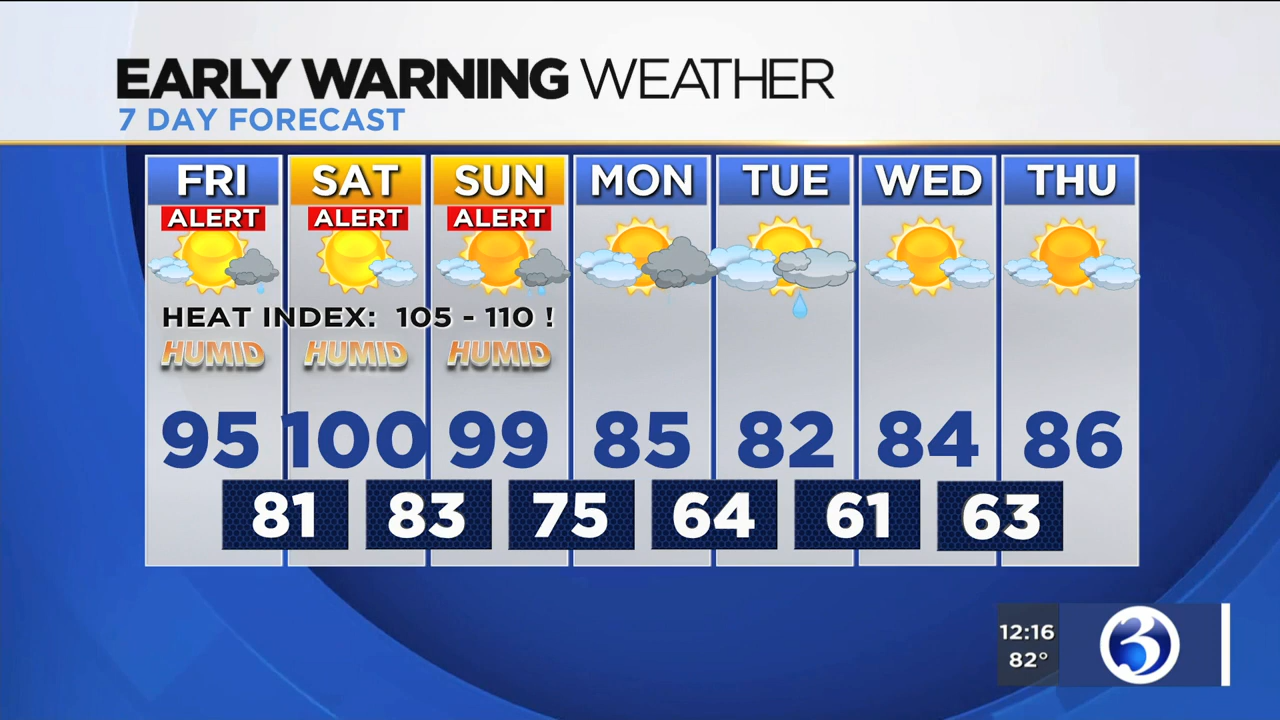 EARLY WARNING WEATHER
7 DAY FORECAST
FRI SAT SUN MON TUE WED THU
ALERT ALERT ALERT
HEAT INDEX: 105 - 110 !
HUMID HUMID HUMID
95 100 99 85 82 84 86
81 83 75 64 61 63
12:16
82°
3